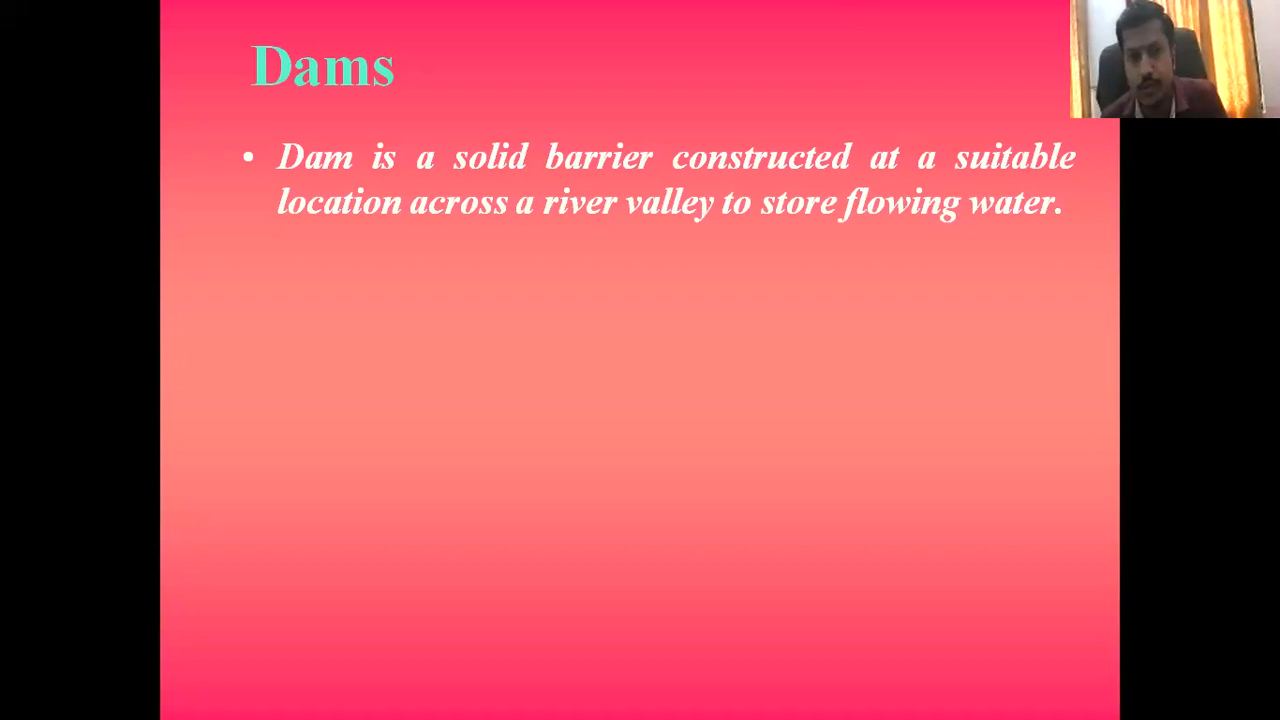 Dams
• Dam is a solid barrier constructed at a suitable
location across a river valley to store flowing water.